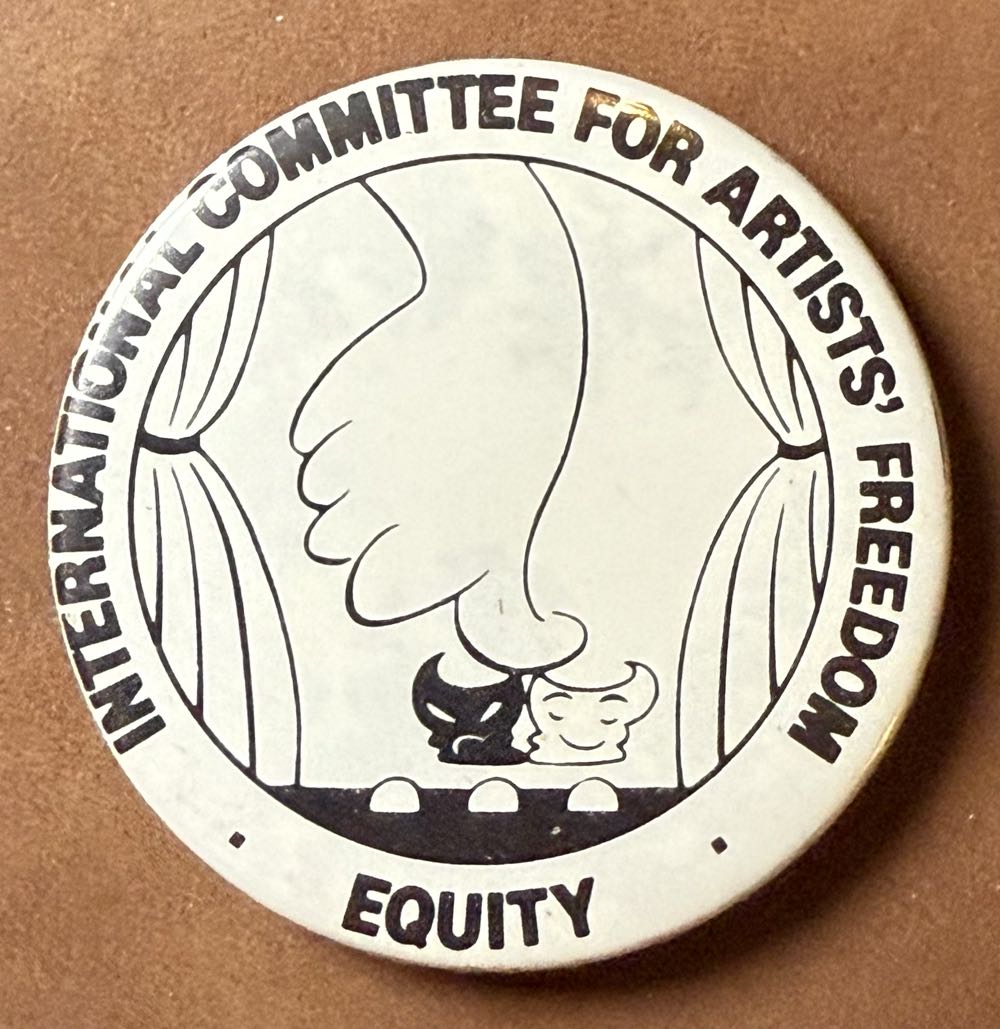 INTERNATIONAL COMMITTEE FOR ARTISTS' FREEDOM
• EQUITY •